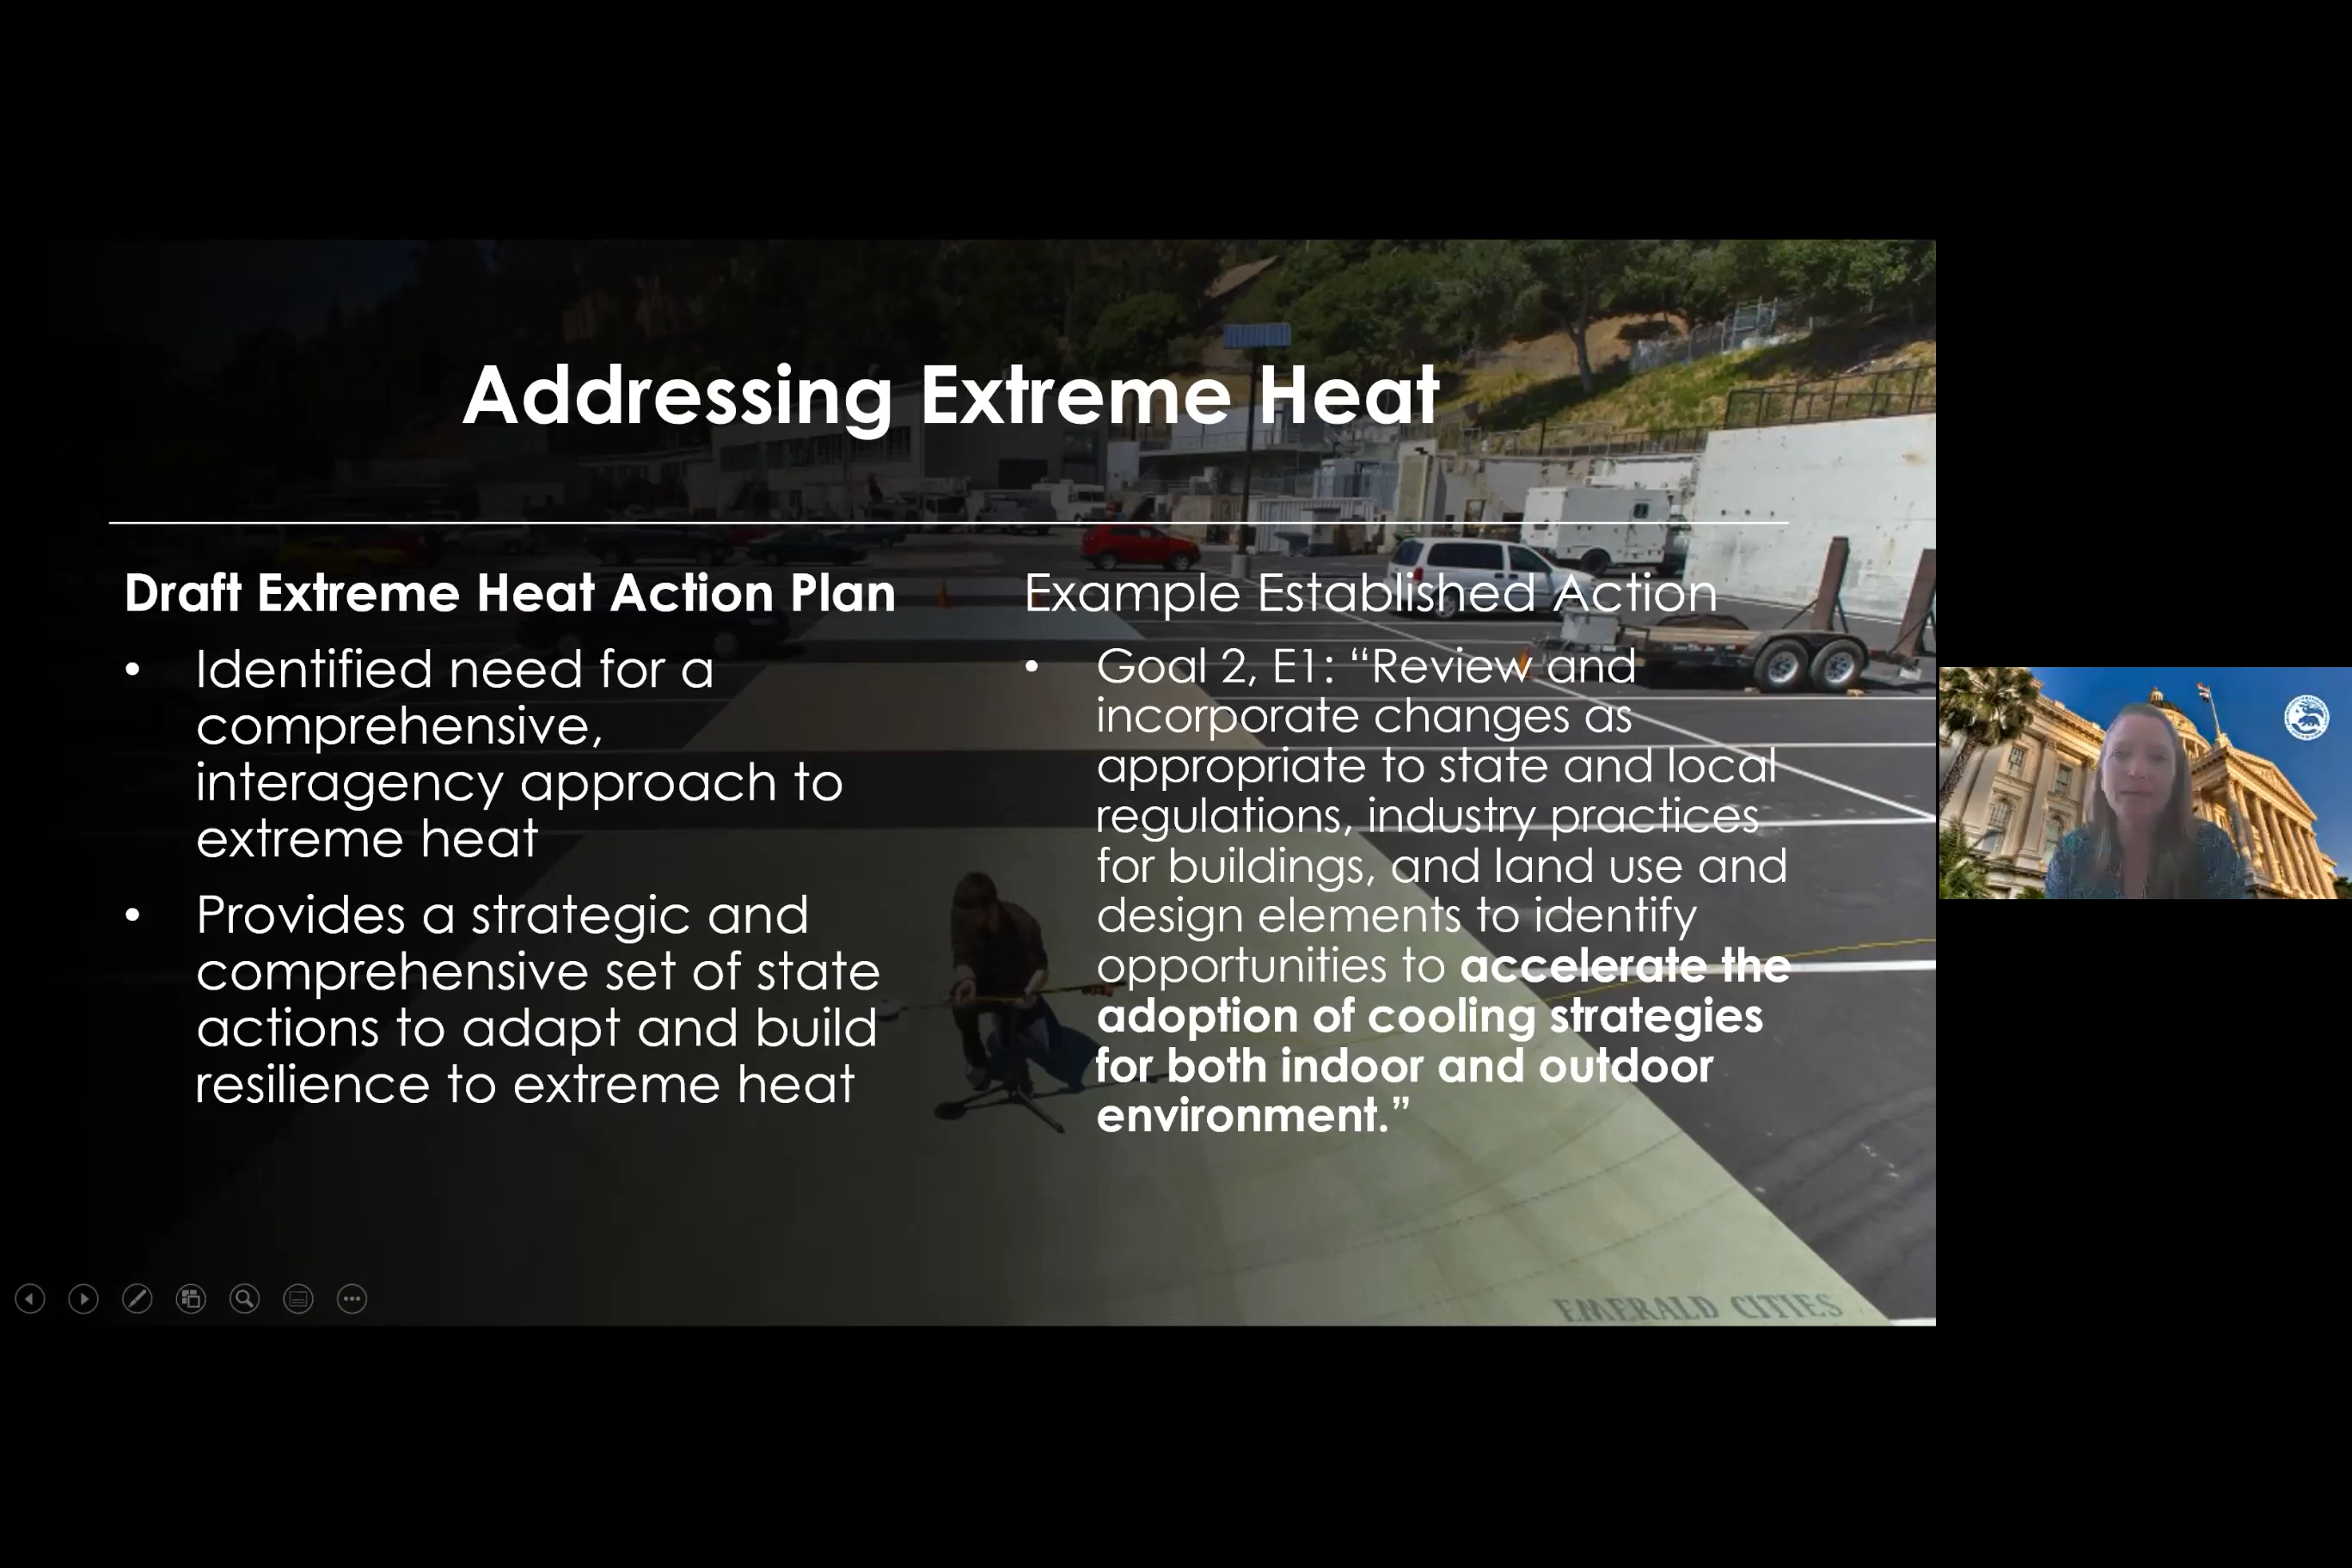 Addressing Extreme Heat
Draft Extreme Heat Action Plan
• Identified need for a
comprehensive,
interagency approach to
extreme heat
• Provides a strategic and
comprehensive set of state
actions to adapt and build
resilience to extreme heat
Example Established Action
• Goal 2, E1: “Review and
incorporate changes as
appropriate to state and local
regulations, industry practices
for buildings, and land use and
design elements to identify
opportunities to accelerate the
adoption of cooling strategies
for both indoor and outdoor
environment.”
EMERALD CITIES